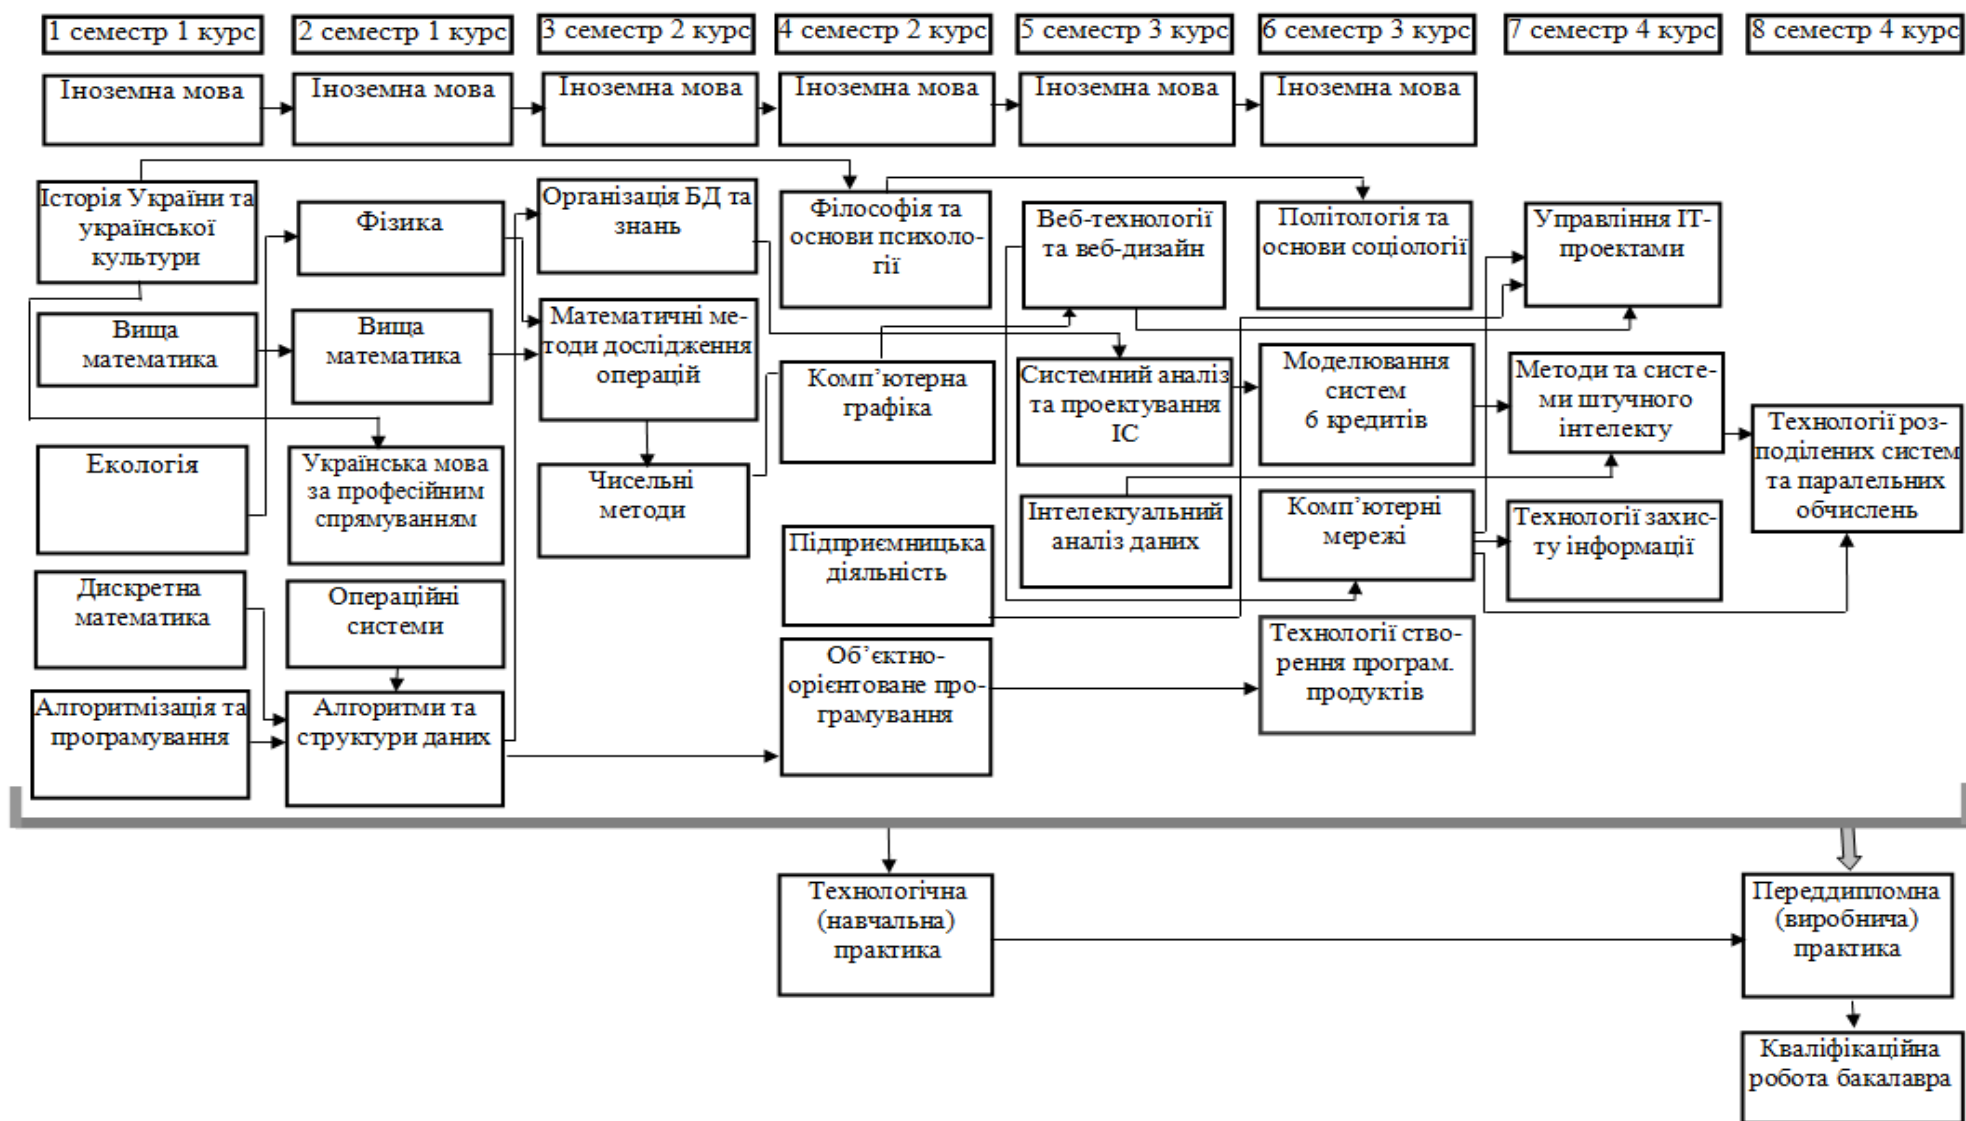 1 семестр 1 курс
2 семестр 1 курс
3 семестр 2 курс
4 семестр 2 курс
5 семестр 3 курс
6 семестр 3 курс
7 семестр 4 курс
8 семестр 4 курс
Іноземна мова
Іноземна мова
Іноземна мова
Іноземна мова
Іноземна мова
Іноземна мова
Історія України та
української
культури
Фізика
Організація БД та
знань
Філософія та
основи психоло-
гії
Веб-технології
та веб-дизайн
Політологія та
основи соціології
Управління ІТ-
проектами
Вища
математика
Вища
математика
Математичні ме-
тоди дослідження
операцій
Комп’ютерна
графіка
Системний аналіз
та проектування
ІС
Моделювання
систем
6 кредитів
Методи та систе-
ми штучного
інтелекту
Технології роз-
поділених систем
та паралельних
обчислень
Екологія
Українська мова
за професійним
спрямуванням
Чисельні
методи
Підприємницька
діяльність
Інтелектуальний
аналіз даних
Комп’ютерні
мережі
Технології захис-
ту інформації
Дискретна
математика
Операційні
системи
Об’єктно-
орієнтоване про-
грамування
Технології ство-
рення програм.
продуктів
Алгоритмізація та
програмування
Алгоритми та
структури даних
Технологічна
(навчальна)
практика
Переддипломна
(виробнича)
практика
Кваліфікаційна
робота бакалавра